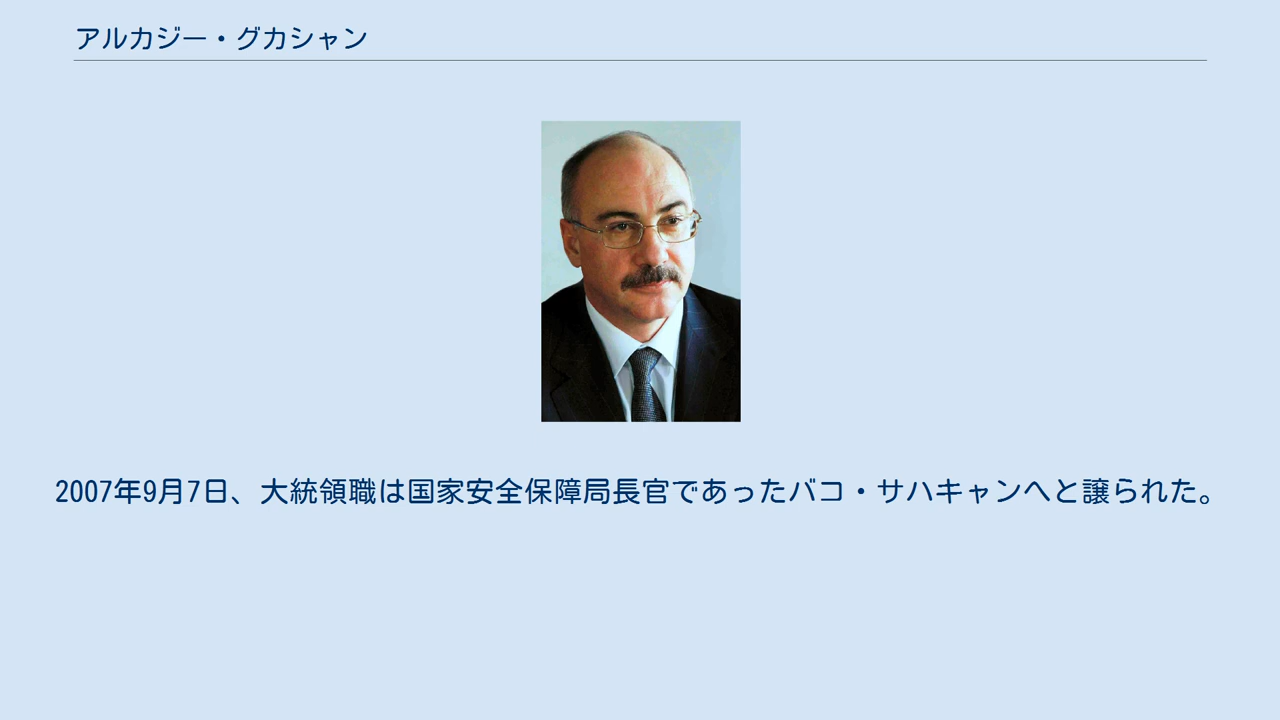 アルカジー・グカシャン
2007年9月7日、大統領職は国家安全保障局長官であったバコ・サハキャンへと譲られた。